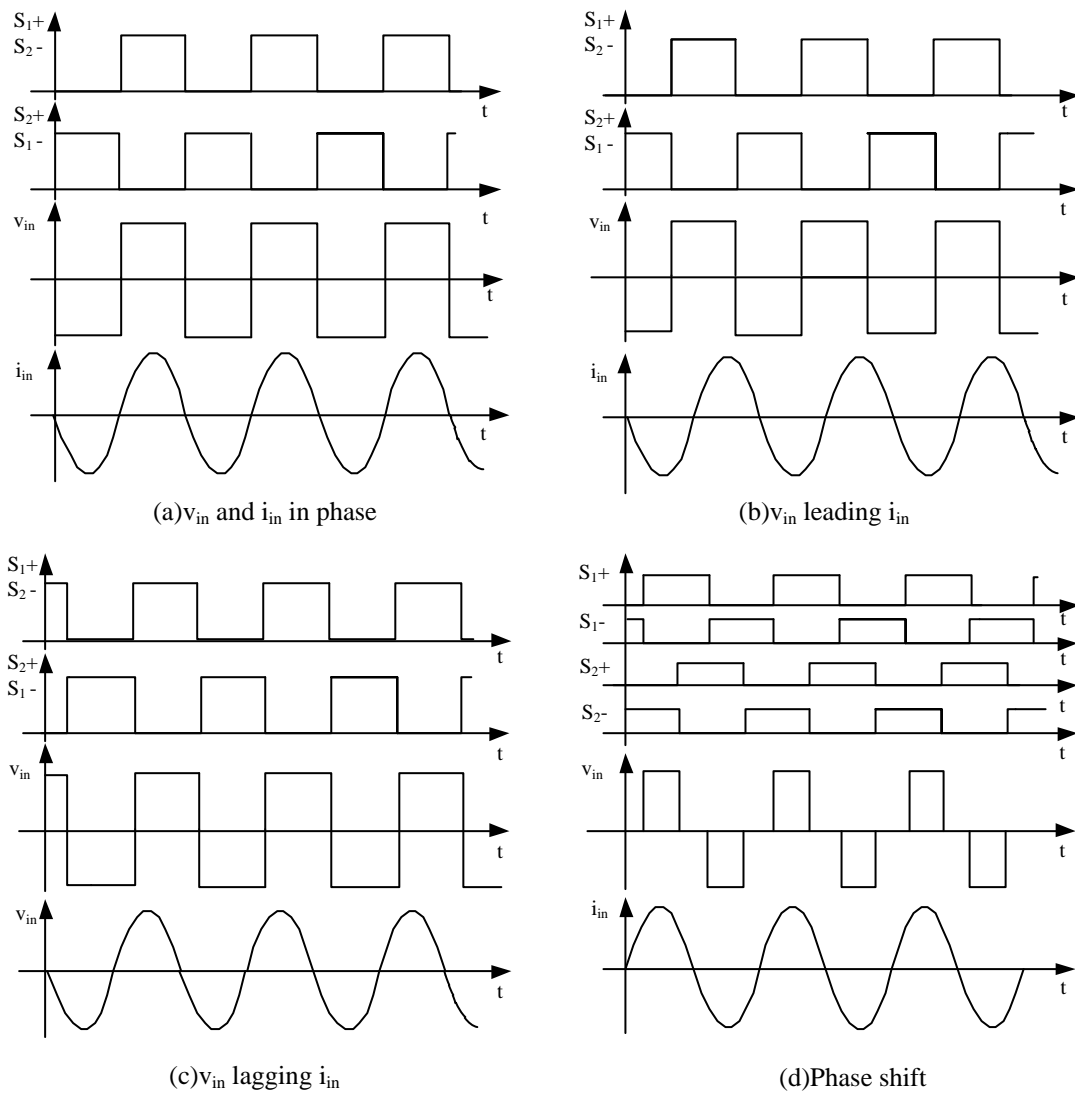 S₁+
S₂ -
t
S₂+
S₁ -
t
vᵢₙ
t
iᵢₙ
t
(a)vᵢₙ and iᵢₙ in phase
S₁+
S₂ -
t
S₂+
S₁ -
t
vᵢₙ
t
iᵢₙ
t
(b)vᵢₙ leading iᵢₙ
S₁+
S₂ -
t
S₂+
S₁ -
t
vᵢₙ
t
vᵢₙ
t
(c)vᵢₙ lagging iᵢₙ
S₁+
t
S₁-
t
S₂+
t
S₂-
t
vᵢₙ
t
iᵢₙ
t
(d)Phase shift